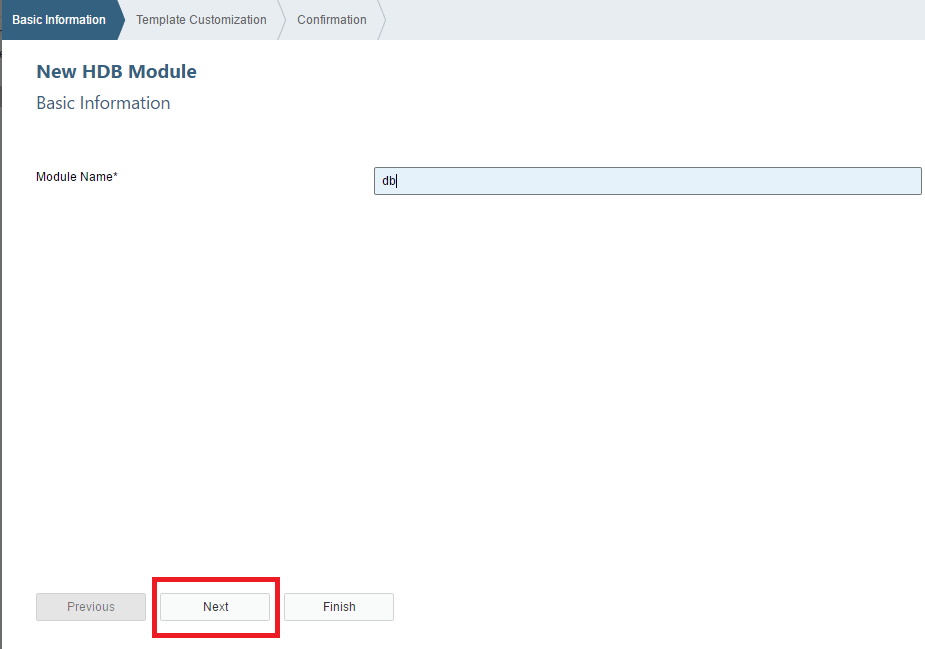 Basic Information Template Customization Confirmation
New HDB Module
Basic Information
Module Name*
db
Previous Next Finish